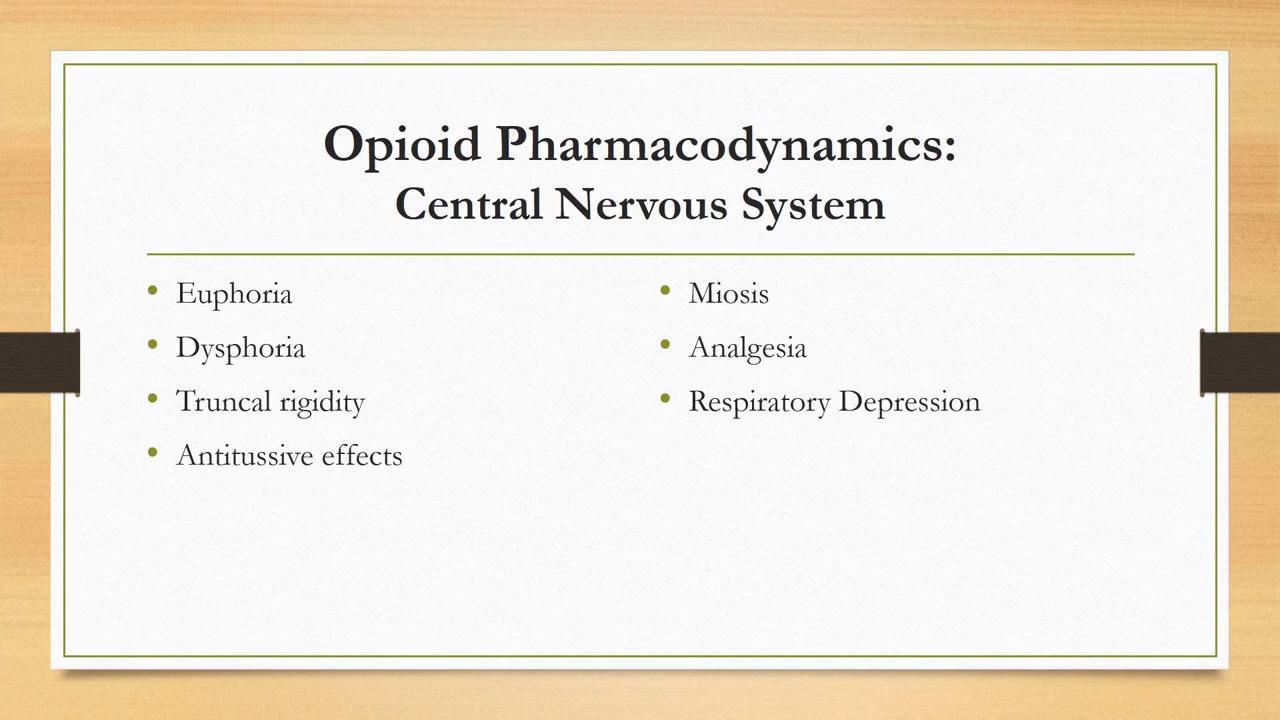 Opioid Pharmacodynamics:
Central Nervous System
• Euphoria
• Dysphoria
• Truncal rigidity
• Antitussive effects
• Miosis
• Analgesia
• Respiratory Depression